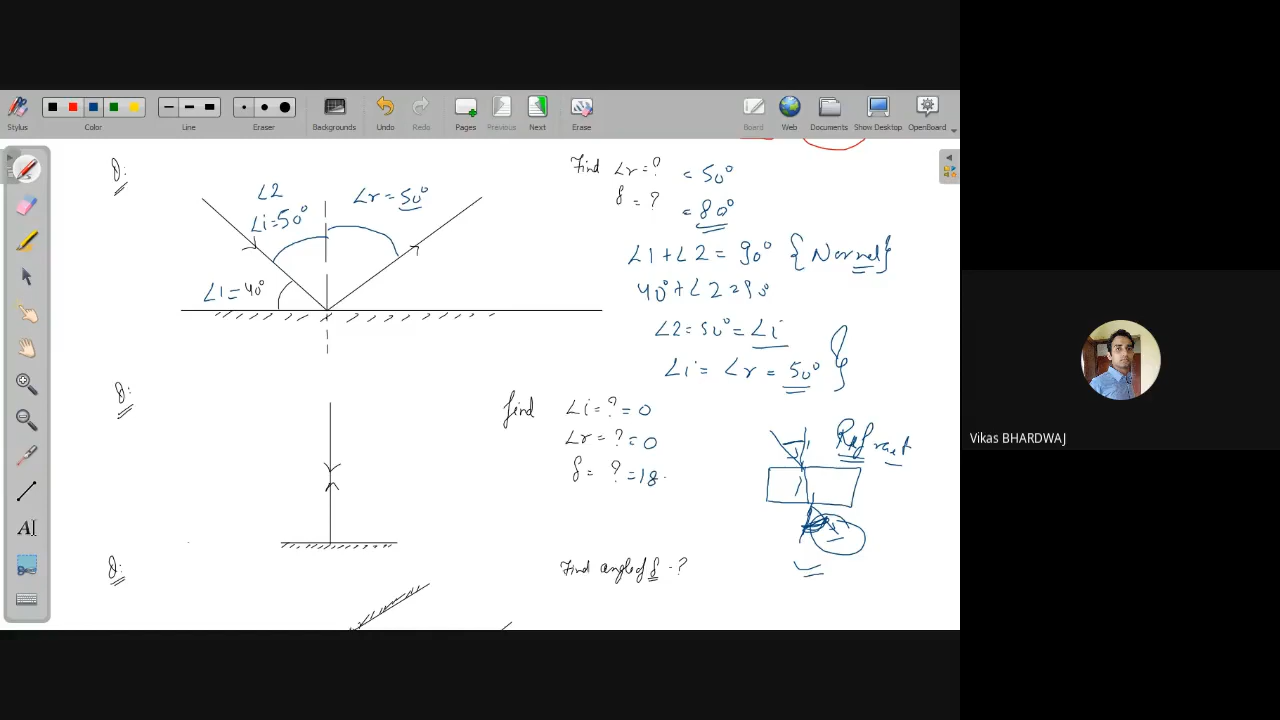 Stylus
Color
Line
Eraser
Backgrounds
Undo
Redo
Pages
Previous
Next
Erase
Board
Web
Documents
Show Desktop
OpenBoard
Q:
∠2
∠i=50°
∠r = 50°
∠1=40°
Find ∠r=? = 50°
δ = ? = 80°
∠1+∠2 = 90° {Normal}
40°+∠2=90
∠2=50°=∠i
∠i= ∠r = 50° }
Q:
find ∠i=?=0
∠r=?=0
δ= ?=18
Refract
Q:
Find angle of δ = ?
AI
Vikas BHARDWAJ